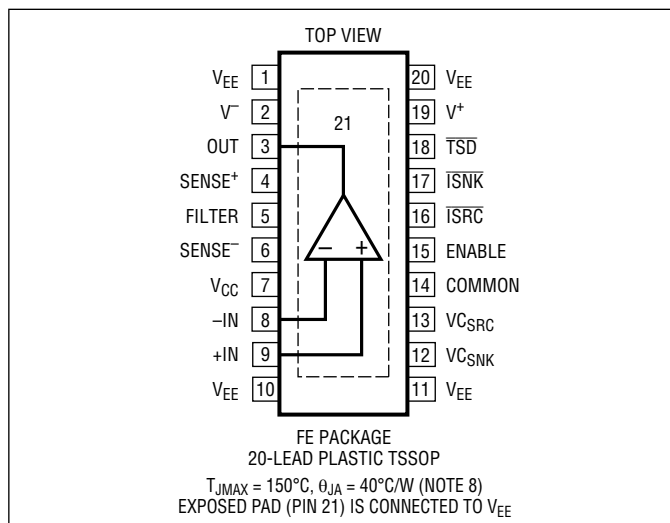 TOP VIEW
V_EE 1
V⁻ 2
OUT 3
SENSE⁺ 4
FILTER 5
SENSE⁻ 6
V_CC 7
–IN 8
+IN 9
V_EE 10
21
– +
20 V_EE
19 V⁺
18 T̅S̅D̅
17 I̅S̅N̅K̅
16 I̅S̅R̅C̅
15 ENABLE
14 COMMON
13 VC_SRC
12 VC_SNK
11 V_EE
FE PACKAGE
20-LEAD PLASTIC TSSOP
T_JMAX = 150°C, θ_JA = 40°C/W (NOTE 8)
EXPOSED PAD (PIN 21) IS CONNECTED TO V_EE